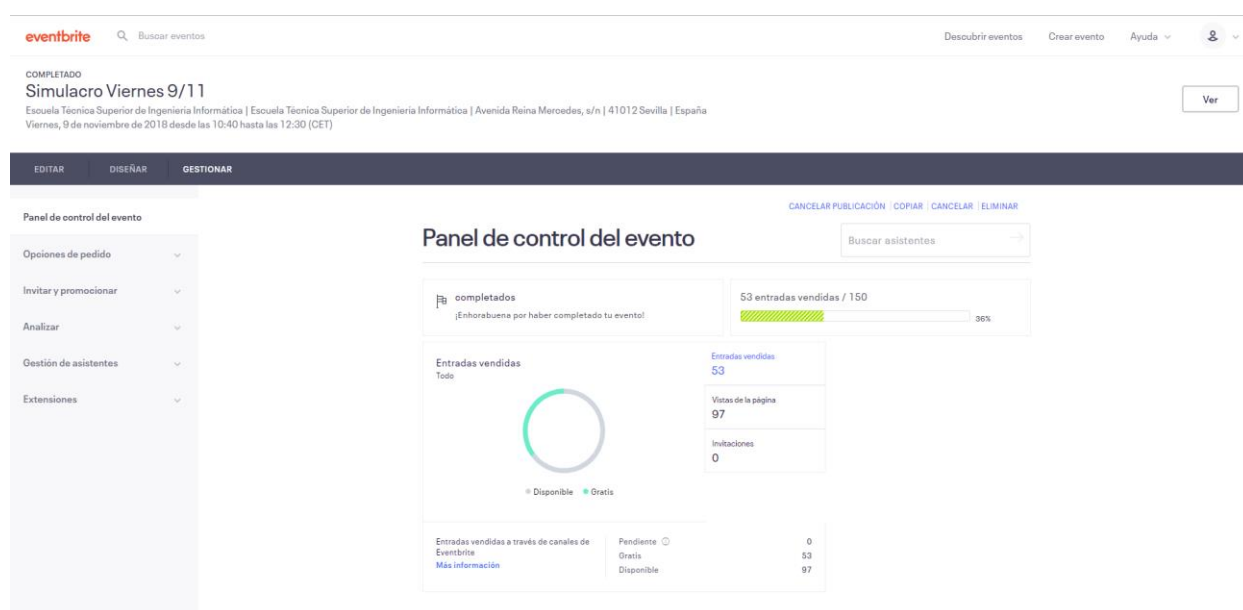 eventbrite
Buscar eventos
Descubrir eventos
Crear evento
Ayuda
COMPLETADO
Simulacro Viernes 9/11
Escuela Técnica Superior de Ingeniería Informática | Escuela Técnica Superior de Ingeniería Informática | Avenida Reina Mercedes, s/n | 41012 Sevilla | España
Viernes, 9 de noviembre de 2018 desde las 10:40 hasta las 12:30 (CET)
Ver
EDITAR
DISEÑAR
GESTIONAR
Panel de control del evento
Opciones de pedido
Invitar y promocionar
Analizar
Gestión de asistentes
Extensiones
CANCELAR PUBLICACIÓN | COPIAR | CANCELAR | ELIMINAR
Panel de control del evento
Buscar asistentes
completados
¡Enhorabuena por haber completado tu evento!
53 entradas vendidas / 150
36%
Entradas vendidas
Todo
Disponible
Gratis
Entradas vendidas
53
Vistas de la página
97
Invitaciones
0
Entradas vendidas a través de canales de
Eventbrite
Más información
Pendiente 0
Gratis 53
Disponible 97